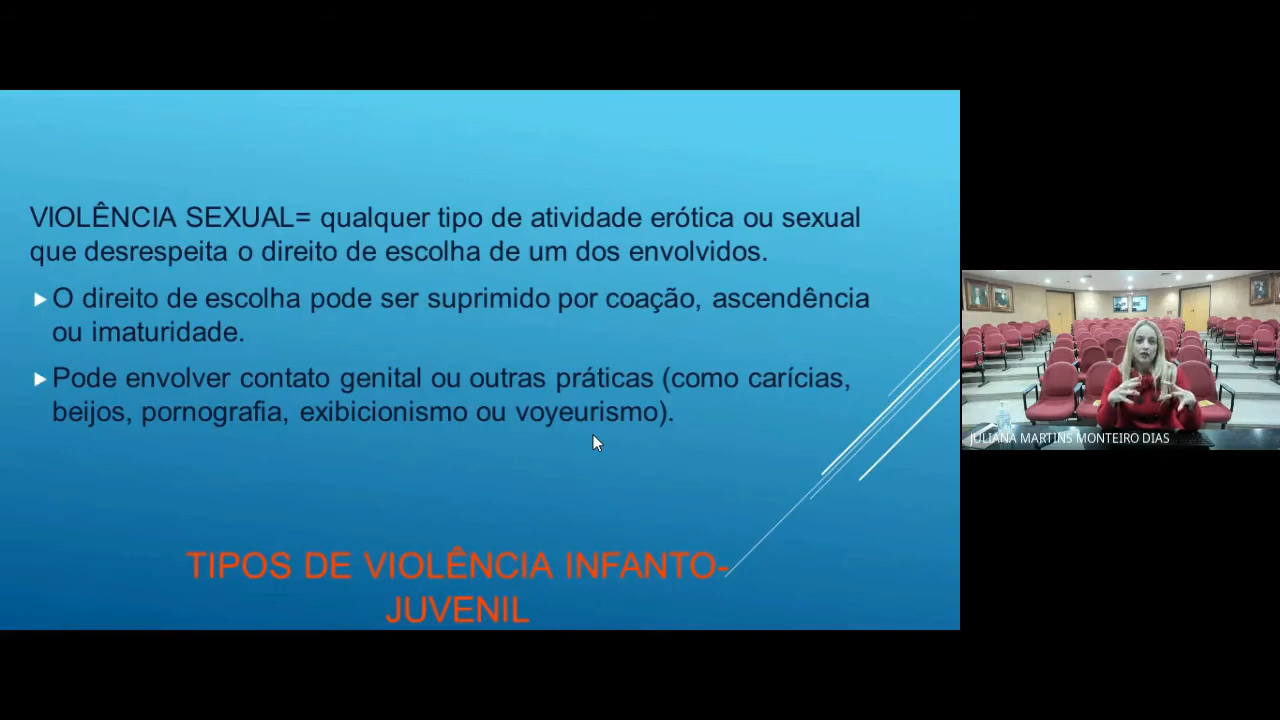 VIOLÊNCIA SEXUAL= qualquer tipo de atividade erótica ou sexual
que desrespeita o direito de escolha de um dos envolvidos.
O direito de escolha pode ser suprimido por coação, ascendência
ou imaturidade.
Pode envolver contato genital ou outras práticas (como carícias,
beijos, pornografia, exibicionismo ou voyeurismo).
TIPOS DE VIOLÊNCIA INFANTO-
JUVENIL
JULIANA MARTINS MONTEIRO DIAS